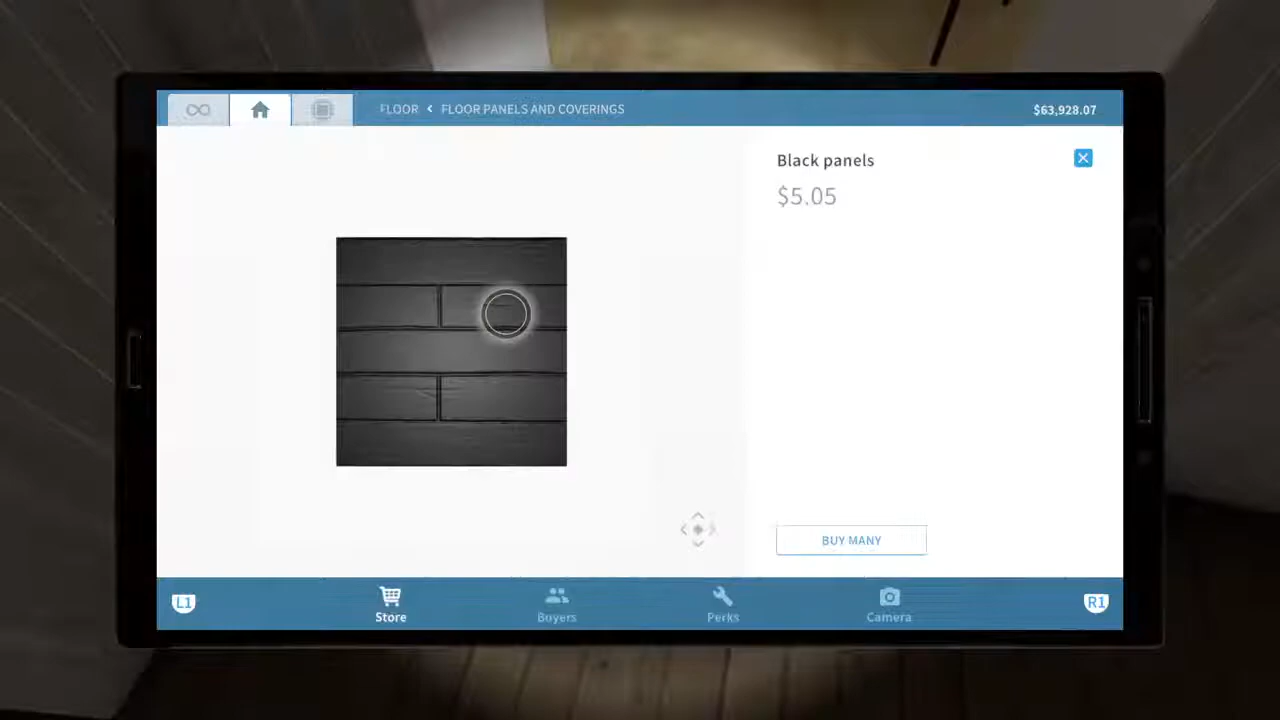 FLOOR < FLOOR PANELS AND COVERINGS
$63,928.07
Black panels
$5.05
BUY MANY
L1
Store
Buyers
Perks
Camera
R1